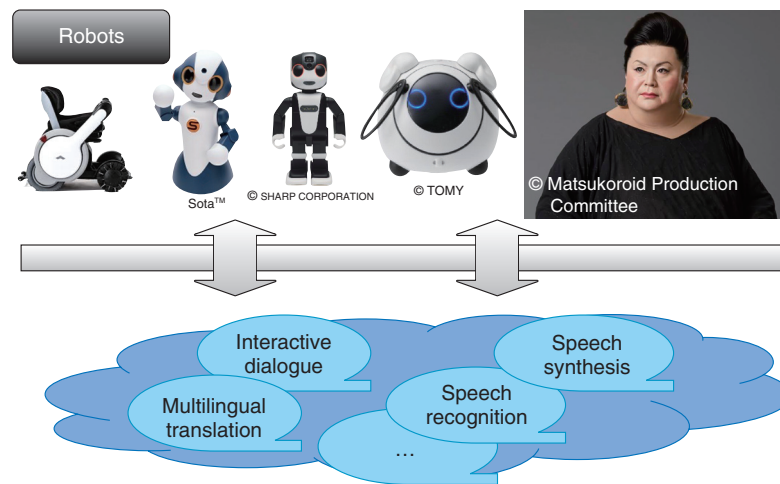 Robots
Sota™
© SHARP CORPORATION
© TOMY
© Matsukoroid Production
Committee
Interactive
dialogue
Speech
synthesis
Multilingual
translation
Speech
recognition
...
S